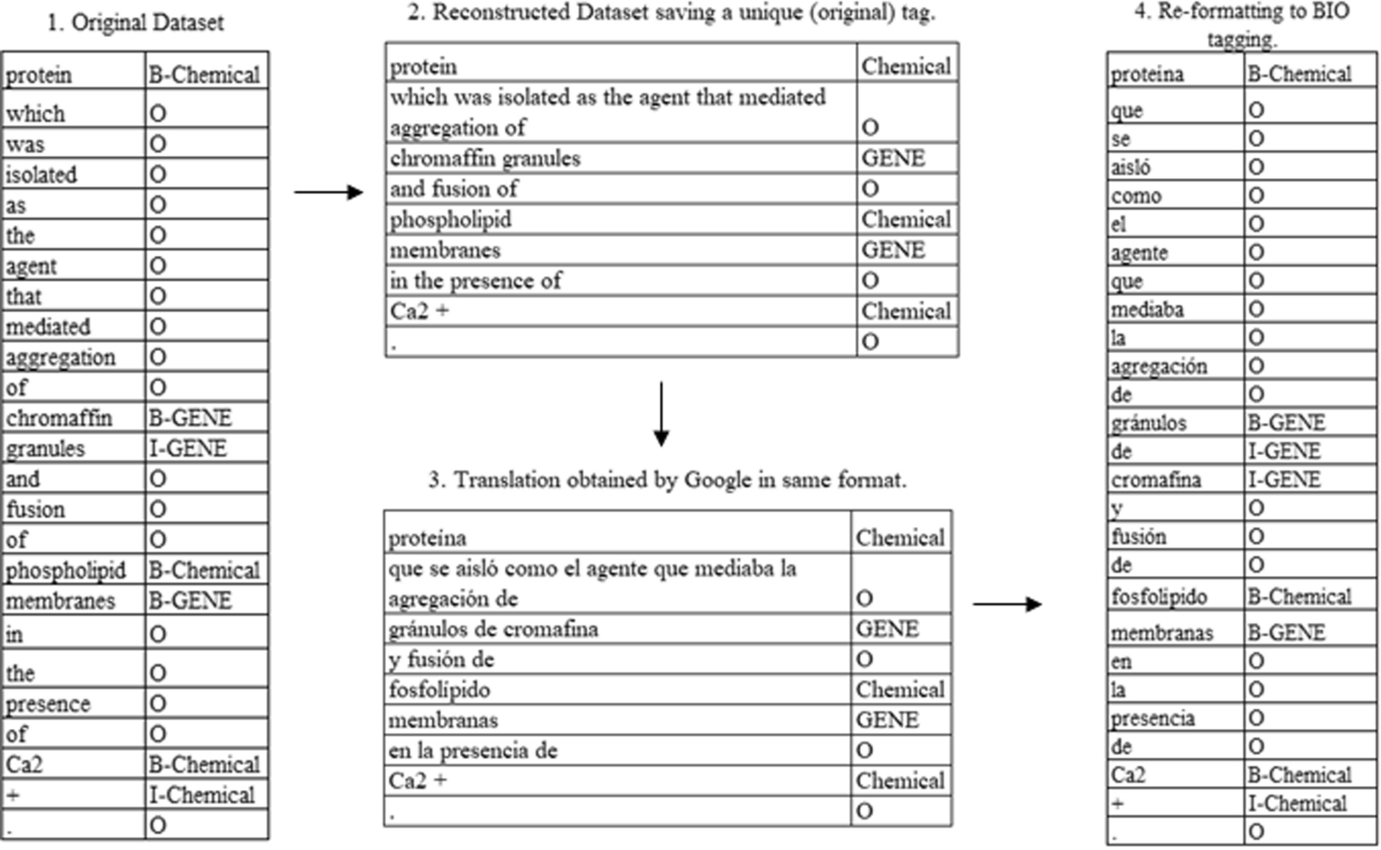 1. Original Dataset
protein B-Chemical
which O
was O
isolated O
as O
the O
agent O
that O
mediated O
aggregation O
of O
chromaffin B-GENE
granules I-GENE
and O
fusion O
of O
phospholipid B-Chemical
membranes B-GENE
in O
the O
presence O
of O
Ca2 B-Chemical
+ I-Chemical
. O
2. Reconstructed Dataset saving a unique (original) tag.
protein Chemical
which was isolated as the agent that mediated
aggregation of O
chromaffin granules GENE
and fusion of O
phospholipid Chemical
membranes GENE
in the presence of O
Ca2 + Chemical
. O
3. Translation obtained by Google in same format.
proteína Chemical
que se aisló como el agente que mediaba la
agregación de O
gránulos de cromafina GENE
y fusión de O
fosfolípido Chemical
membranas GENE
en la presencia de O
Ca2 + Chemical
. O
4. Re-formatting to BIO
tagging.
proteína B-Chemical
que O
se O
aisló O
como O
el O
agente O
que O
mediaba O
la O
agregación O
de O
gránulos B-GENE
de I-GENE
cromafina I-GENE
y O
fusión O
de O
fosfolípido B-Chemical
membranas B-GENE
en O
la O
presencia O
de O
Ca2 B-Chemical
+ I-Chemical
. O